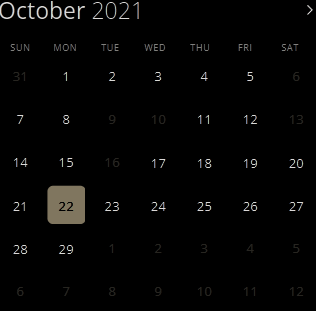 October 2021
SUN MON TUE WED THU FRI SAT
31 1 2 3 4 5 6
7 8 9 10 11 12 13
14 15 16 17 18 19 20
21 22 23 24 25 26 27
28 29 1 2 3 4 5
6 7 8 9 10 11 12